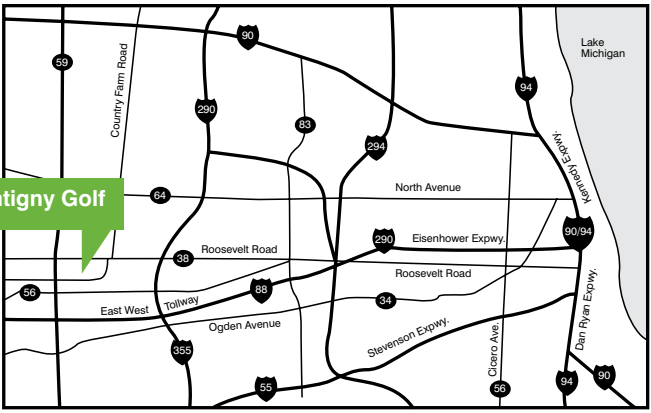 90
Lake
Michigan
59
Country Farm Road
94
290
83
294
Kennedy Expwy.
64
North Avenue
tigny Golf
90/94
290
Eisenhower Expwy.
38
Roosevelt Road
Roosevelt Road
56
88
34
East West Tollway
Ogden Avenue
Stevenson Expwy.
Cicero Ave.
Dan Ryan Expwy.
355
55
56
94
90